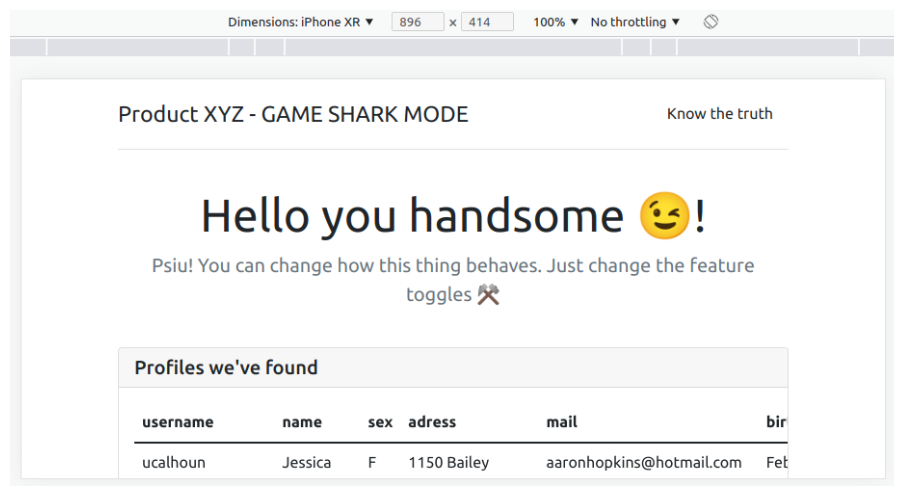 Dimensions: iPhone XR ▼ 896 x 414 100% ▼ No throttling ▼
Product XYZ - GAME SHARK MODE Know the truth
Hello you handsome 😉!
Psiu! You can change how this thing behaves. Just change the feature
toggles ⚒
Profiles we've found
username name sex adress mail bir
ucalhoun Jessica F 1150 Bailey aaronhopkins@hotmail.com Feb